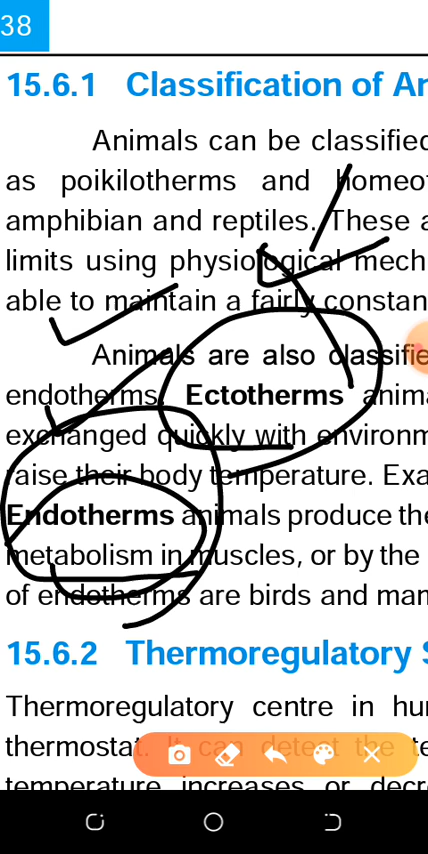 38
15.6.1 Classification of An
Animals can be classified
as poikilotherms and homeot
amphibian and reptiles. These a
limits using physiological mech
able to maintain a fairly constan
Animals are also classifie
endotherms. Ectotherms anima
exchanged quickly with environm
raise their body temperature. Exa
Endotherms animals produce the
metabolism in muscles, or by the
of endotherms are birds and mam
15.6.2 Thermoregulatory S
Thermoregulatory centre in hum
thermostat. It can detect the te
temperature increases or decr